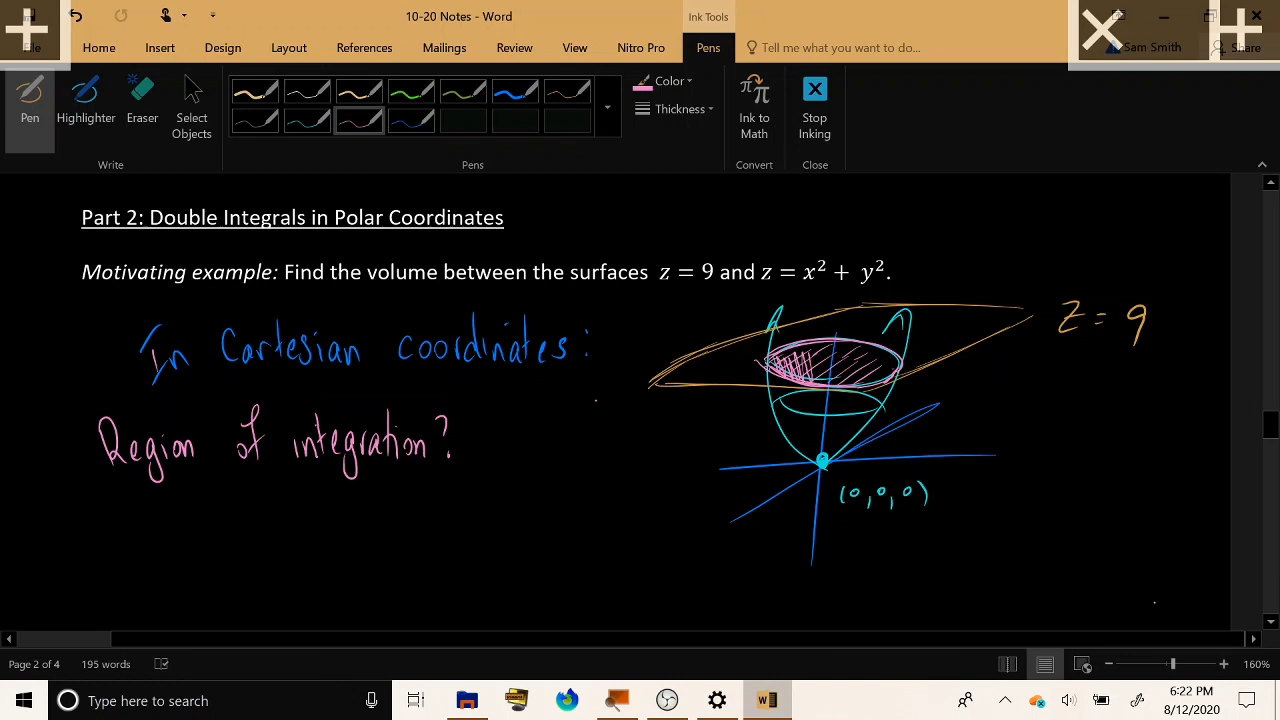 10-20 Notes - Word
Ink Tools
File Home Insert Design Layout References Mailings Review View Nitro Pro Pens Tell me what you want to do... Sam Smith Share
Pen Highlighter Eraser Select Objects
Color
Thickness
Ink to Math
Stop Inking
Write Pens Convert Close
Part 2: Double Integrals in Polar Coordinates
Motivating example: Find the volume between the surfaces z = 9 and z = x² + y².
z = 9
In Cartesian coordinates:
Region of integration?
(0,0,0)
Page 2 of 4 195 words 160%
Type here to search
6:22 PM
8/12/2020